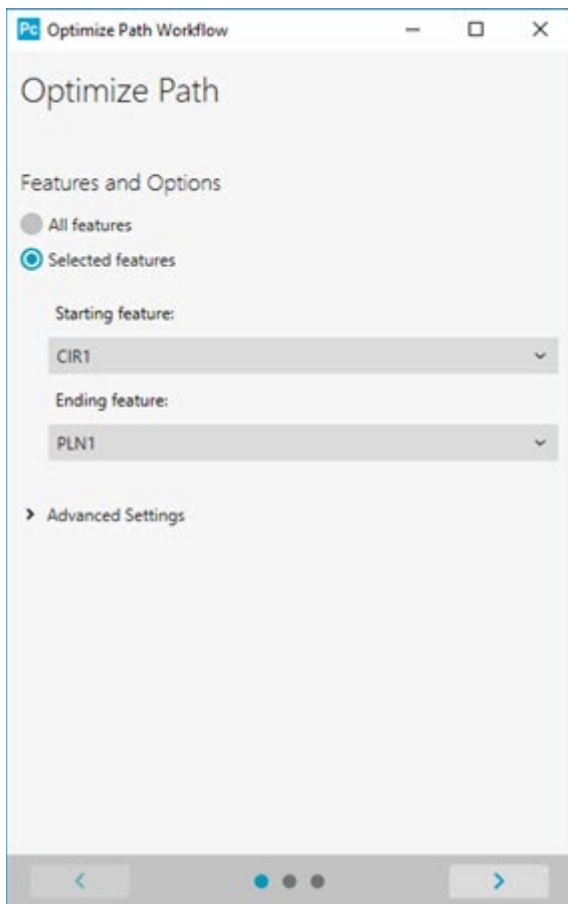 Pc Optimize Path Workflow
Optimize Path
Features and Options
All features
Selected features
Starting feature:
CIR1
Ending feature:
PLN1
Advanced Settings